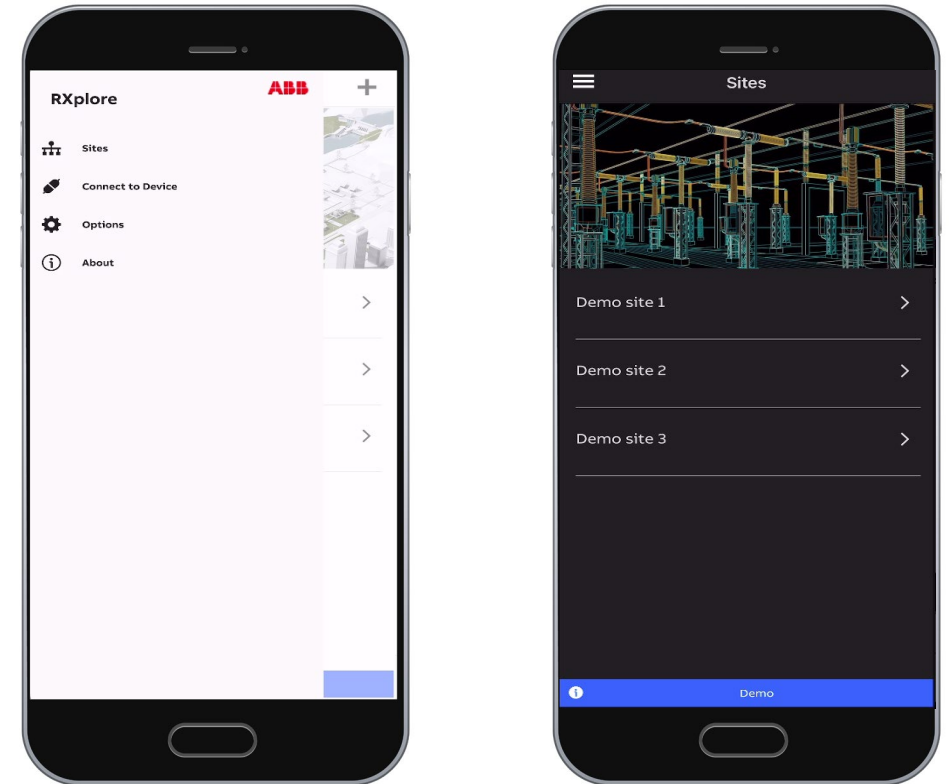 RXplore
ABB
Sites
Connect to Device
Options
About
Sites
Demo site 1
Demo site 2
Demo site 3
Demo